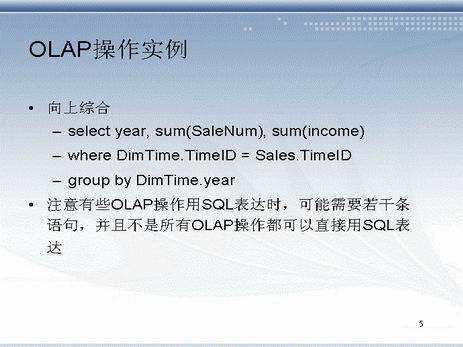 OLAP操作实例
• 向上综合
– select year, sum(SaleNum), sum(income)
– where DimTime.TimeID = Sales.TimeID
– group by DimTime.year
• 注意有些OLAP操作用SQL表达时，可能需要若干条
语句，并且不是所有OLAP操作都可以直接用SQL表
达
5